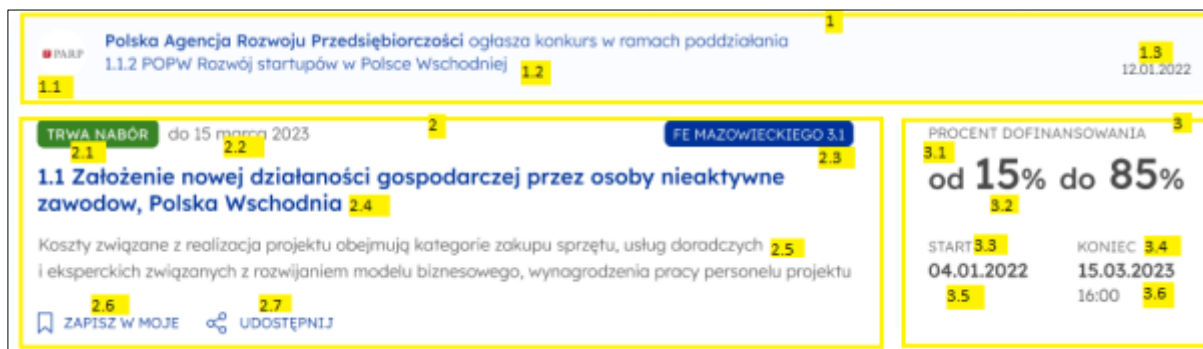 1
PARP
Polska Agencja Rozwoju Przedsiębiorczości ogłasza konkurs w ramach poddziałania
1.1.2 POPW Rozwój startupów w Polsce Wschodniej
1.1
1.2
1.3
12.01.2022
TRWA NABÓR do 15 marca 2023
2
FE MAZOWIECKIEGO 3.1
2.1
2.2
2.3
1.1 Założenie nowej działaności gospodarczej przez osoby nieaktywne
zawodow, Polska Wschodnia 2.4
Koszty związane z realizacja projektu obejmują kategorie zakupu sprzętu, usług doradczych 2.5
i eksperckich związanych z rozwijaniem modelu biznesowego, wynagrodzenia pracy personelu projektu
2.6
2.7
ZAPISZ W MOJE UDOSTĘPNIJ
PROCENT DOFINANSOWANIA 3
3.1
od 15% do 85%
3.2
START 3.3
KONIEC 3.4
04.01.2022
15.03.2023
3.5
16:00 3.6